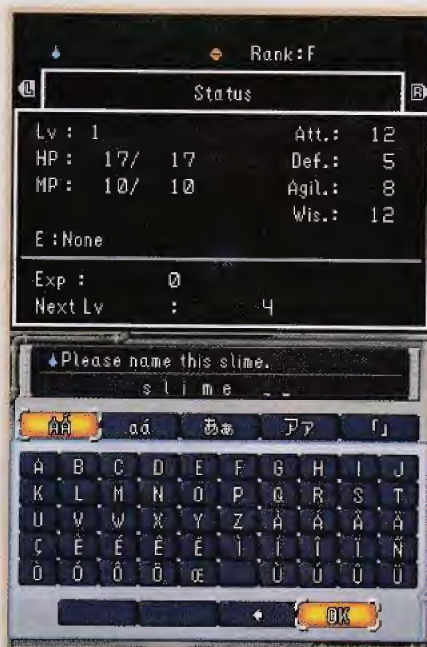 Rank:F
L Status R
Lv : 1 Att.: 12
HP : 17/ 17 Def.: 5
MP : 10/ 10 Agil.: 8
Wis.: 12
E :None
Exp : 0
Next Lv : 4
Please name this slime.
slime _ _
ÀÁ aá あぁ アァ 「」
A B C D E F G H I J
K L M N O P Q R S T
U V W X Y Z À Á Â Ä
Ç È É Ê Ë Ì Í Î Ï Ñ
Ò Ó Ô Ö Œ Ù Ú Û Ü
OK